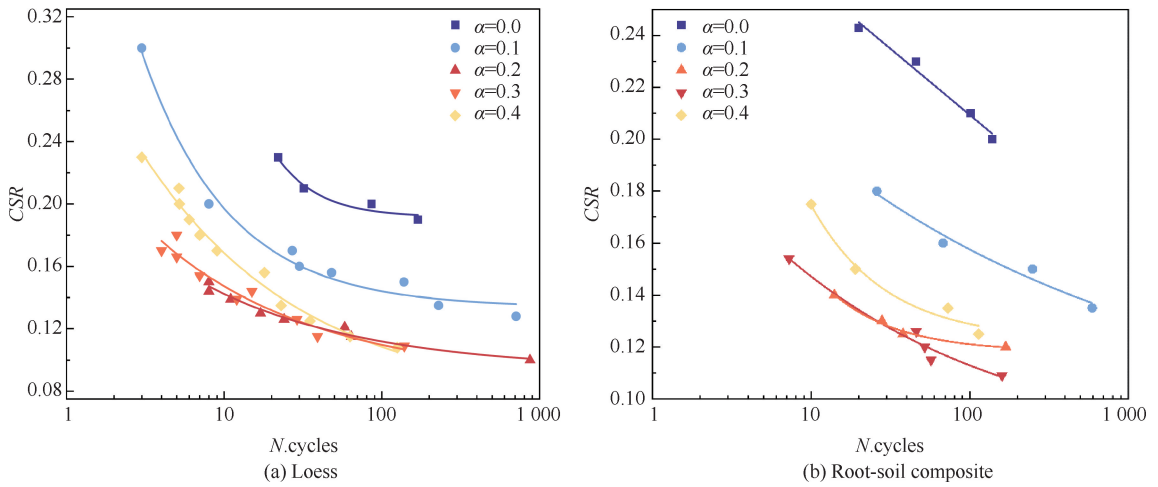 0.32
0.28
0.24
0.20
0.16
0.12
0.08
CSR
α=0.0
α=0.1
α=0.2
α=0.3
α=0.4
1
10
100
1 000
N.cycles
(a) Loess
0.24
0.22
0.20
0.18
0.16
0.14
0.12
0.10
CSR
α=0.0
α=0.1
α=0.2
α=0.3
α=0.4
1
10
100
1 000
N.cycles
(b) Root-soil composite